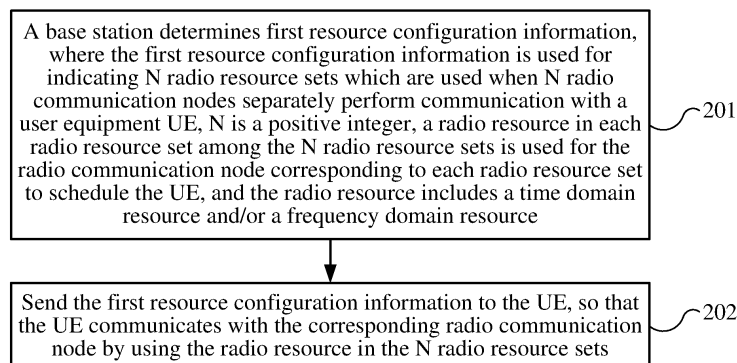 A base station determines first resource configuration information,
where the first resource configuration information is used for
indicating N radio resource sets which are used when N radio
communication nodes separately perform communication with a
user equipment UE, N is a positive integer, a radio resource in each
radio resource set among the N radio resource sets is used for the
radio communication node corresponding to each radio resource set
to schedule the UE, and the radio resource includes a time domain
resource and/or a frequency domain resource
201
Send the first resource configuration information to the UE, so that
the UE communicates with the corresponding radio communication
node by using the radio resource in the N radio resource sets
202